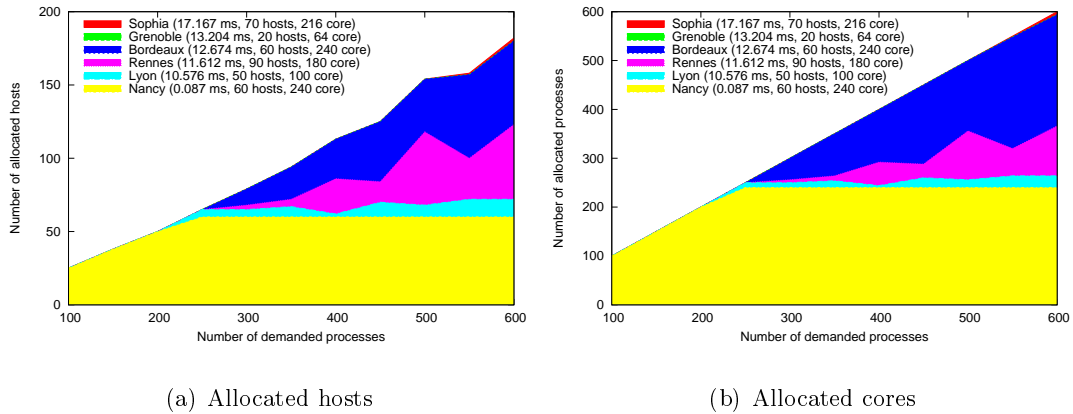 Sophia (17.167 ms, 70 hosts, 216 core)
Grenoble (13.204 ms, 20 hosts, 64 core)
Bordeaux (12.674 ms, 60 hosts, 240 core)
Rennes (11.612 ms, 90 hosts, 180 core)
Lyon (10.576 ms, 50 hosts, 100 core)
Nancy (0.087 ms, 60 hosts, 240 core)
200
150
100
50
0
Number of allocated hosts
100 200 300 400 500 600
Number of demanded processes
(a) Allocated hosts
Sophia (17.167 ms, 70 hosts, 216 core)
Grenoble (13.204 ms, 20 hosts, 64 core)
Bordeaux (12.674 ms, 60 hosts, 240 core)
Rennes (11.612 ms, 90 hosts, 180 core)
Lyon (10.576 ms, 50 hosts, 100 core)
Nancy (0.087 ms, 60 hosts, 240 core)
600
500
400
300
200
100
0
Number of allocated processes
100 200 300 400 500 600
Number of demanded processes
(b) Allocated cores